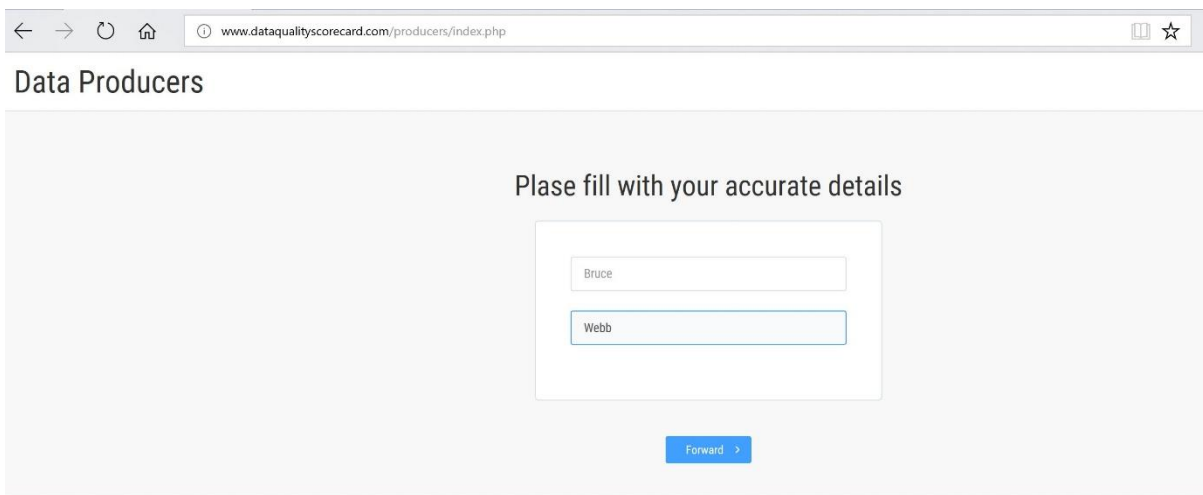 www.dataqualityscorecard.com/producers/index.php
Data Producers
Plase fill with your accurate details
Bruce
Webb
Forward >